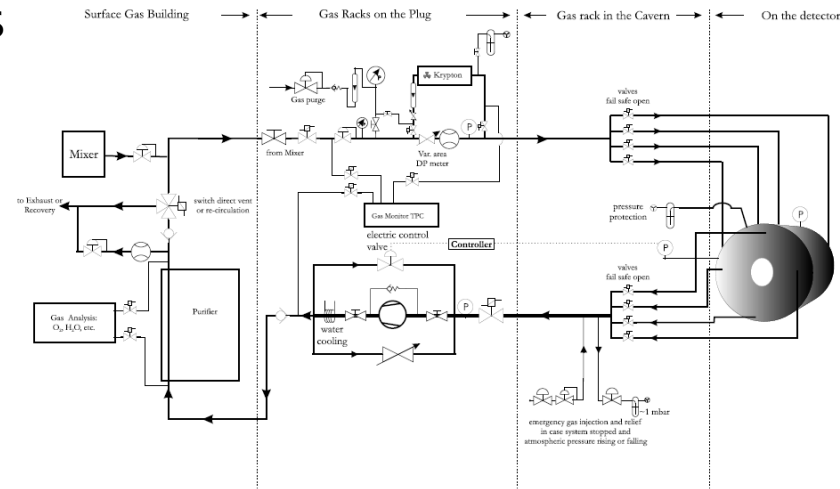 Surface Gas Building
Gas Racks on the Plug
Gas rack in the Cavern
On the detector
Krypton
Gas purge
valves
fail safe open
Mixer
from Mixer
P
Var. area
DP meter
to Exhaust or
Recovery
switch direct vent
or re-circulation
Gas Monitor TPC
pressure
protection
P
electric control
valve
Controller
P
valves
fail safe open
Gas Analysis:
O₂, H₂O, etc.
Purifier
P
water
cooling
~1 mbar
emergency gas injection and relief
in case system stopped and
atmospheric pressure rising or falling